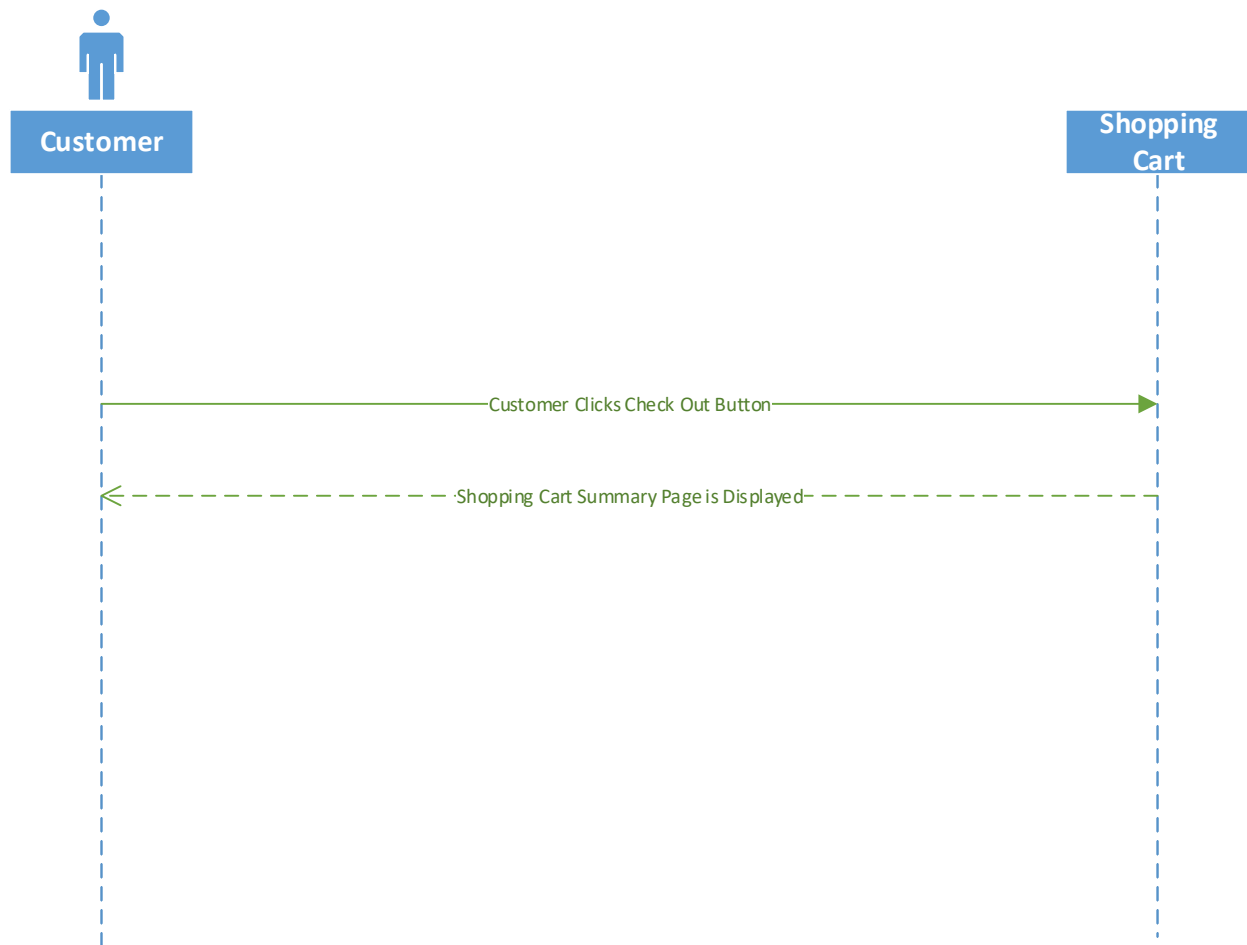 Customer
Shopping
Cart
Customer Clicks Check Out Button
Shopping Cart Summary Page is Displayed